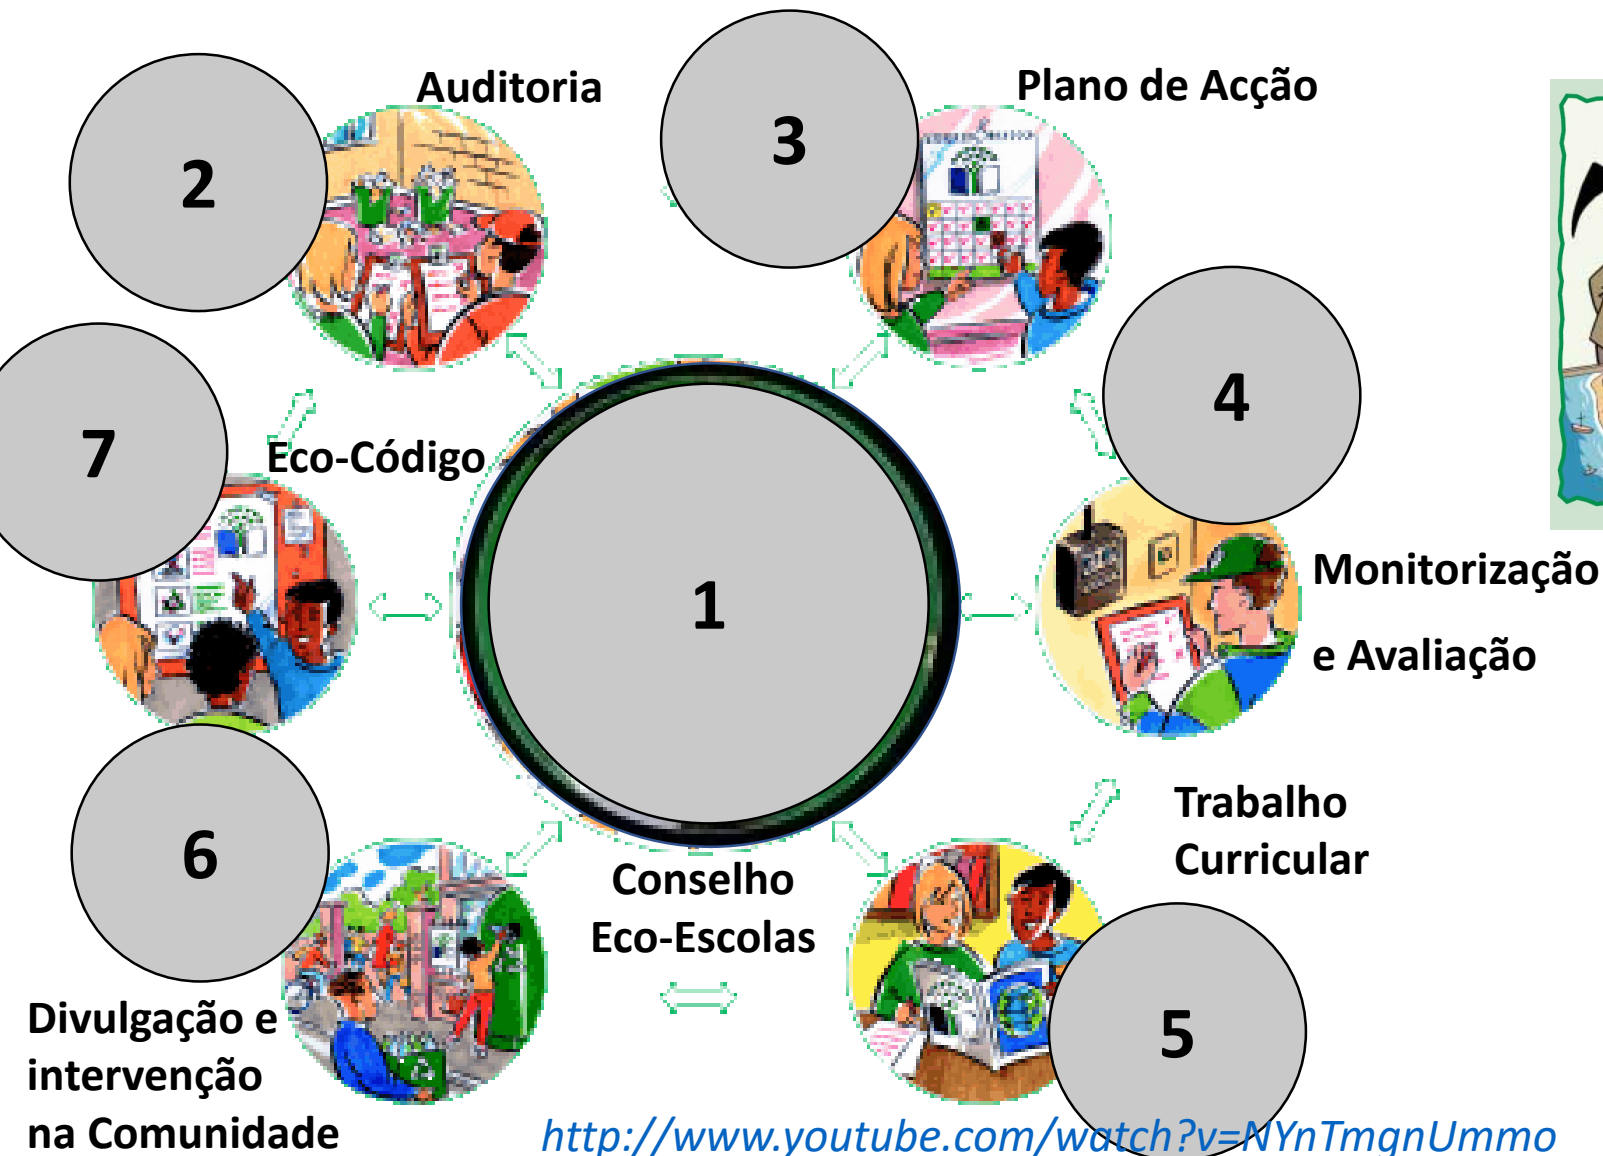 Auditoria
2
3
Plano de Acção
4
7
Eco-Código
1
Monitorização
e Avaliação
6
Conselho
Eco-Escolas
Trabalho
Curricular
5
Divulgação e
intervenção
na Comunidade
http://www.youtube.com/watch?v=NYnTmqnUmmo